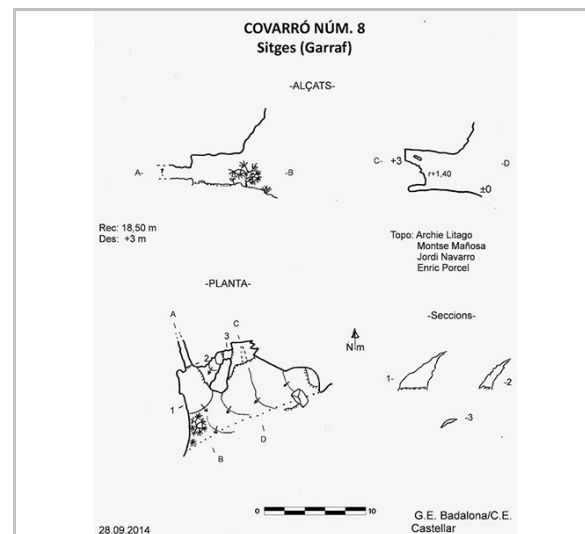 COVARRÓ NÚM. 8
Sitges (Garraf)
-ALÇATS-
A-
-B
C-
+3
r+1,40
-D
±0
Rec: 18,50 m
Des: +3 m
Topo: Archie Litago
Montse Mañosa
Jordi Navarro
Enric Porcel
-PLANTA-
-Seccions-
A
C
3
2
N m
1
1-
-2
-3
D
B
0
10
28.09.2014
G.E. Badalona/C.E.
Castellar